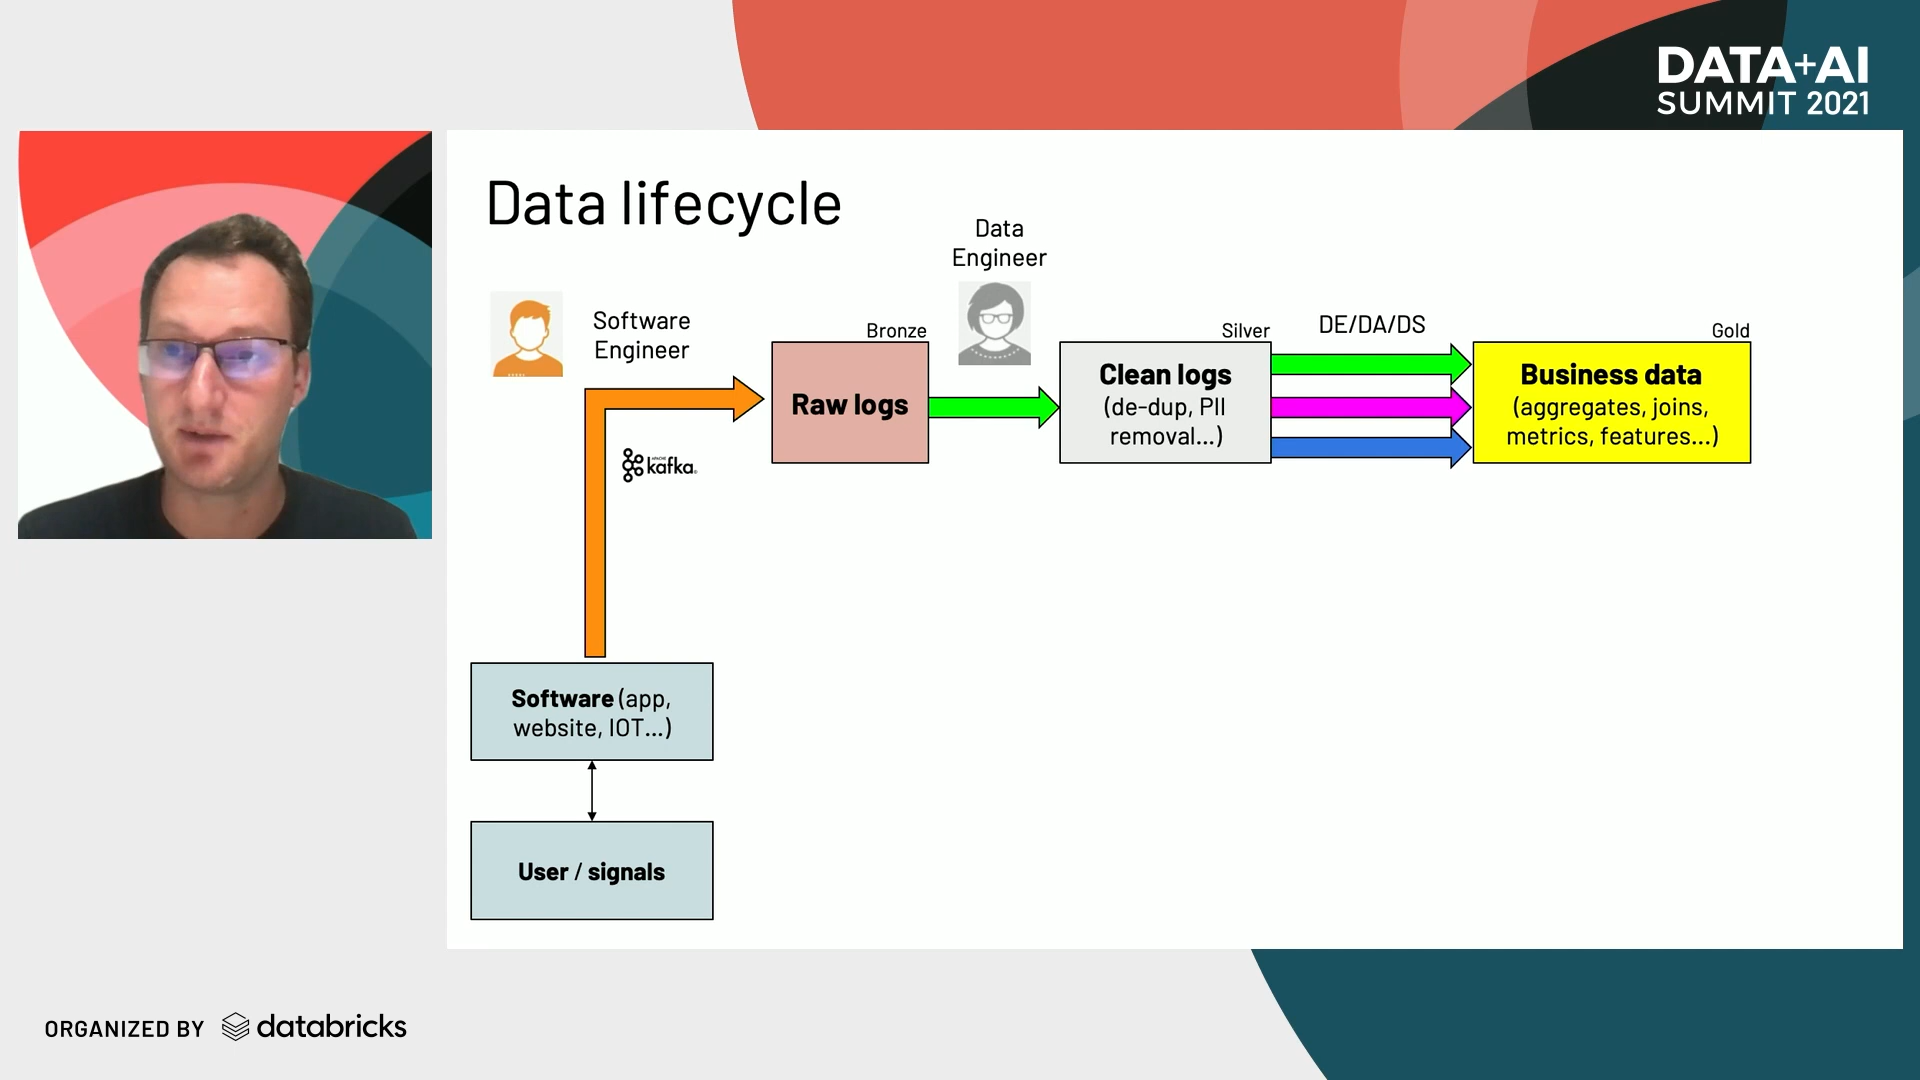 DATA+AI
SUMMIT 2021
Data lifecycle
Data
Engineer
Software
Engineer
Bronze
Raw logs
Silver
Clean logs
(de-dup, PII
removal...)
DE/DA/DS
Gold
Business data
(aggregates, joins,
metrics, features...)
APACHE
kafka
Software (app,
website, IOT...)
User / signals
ORGANIZED BY databricks